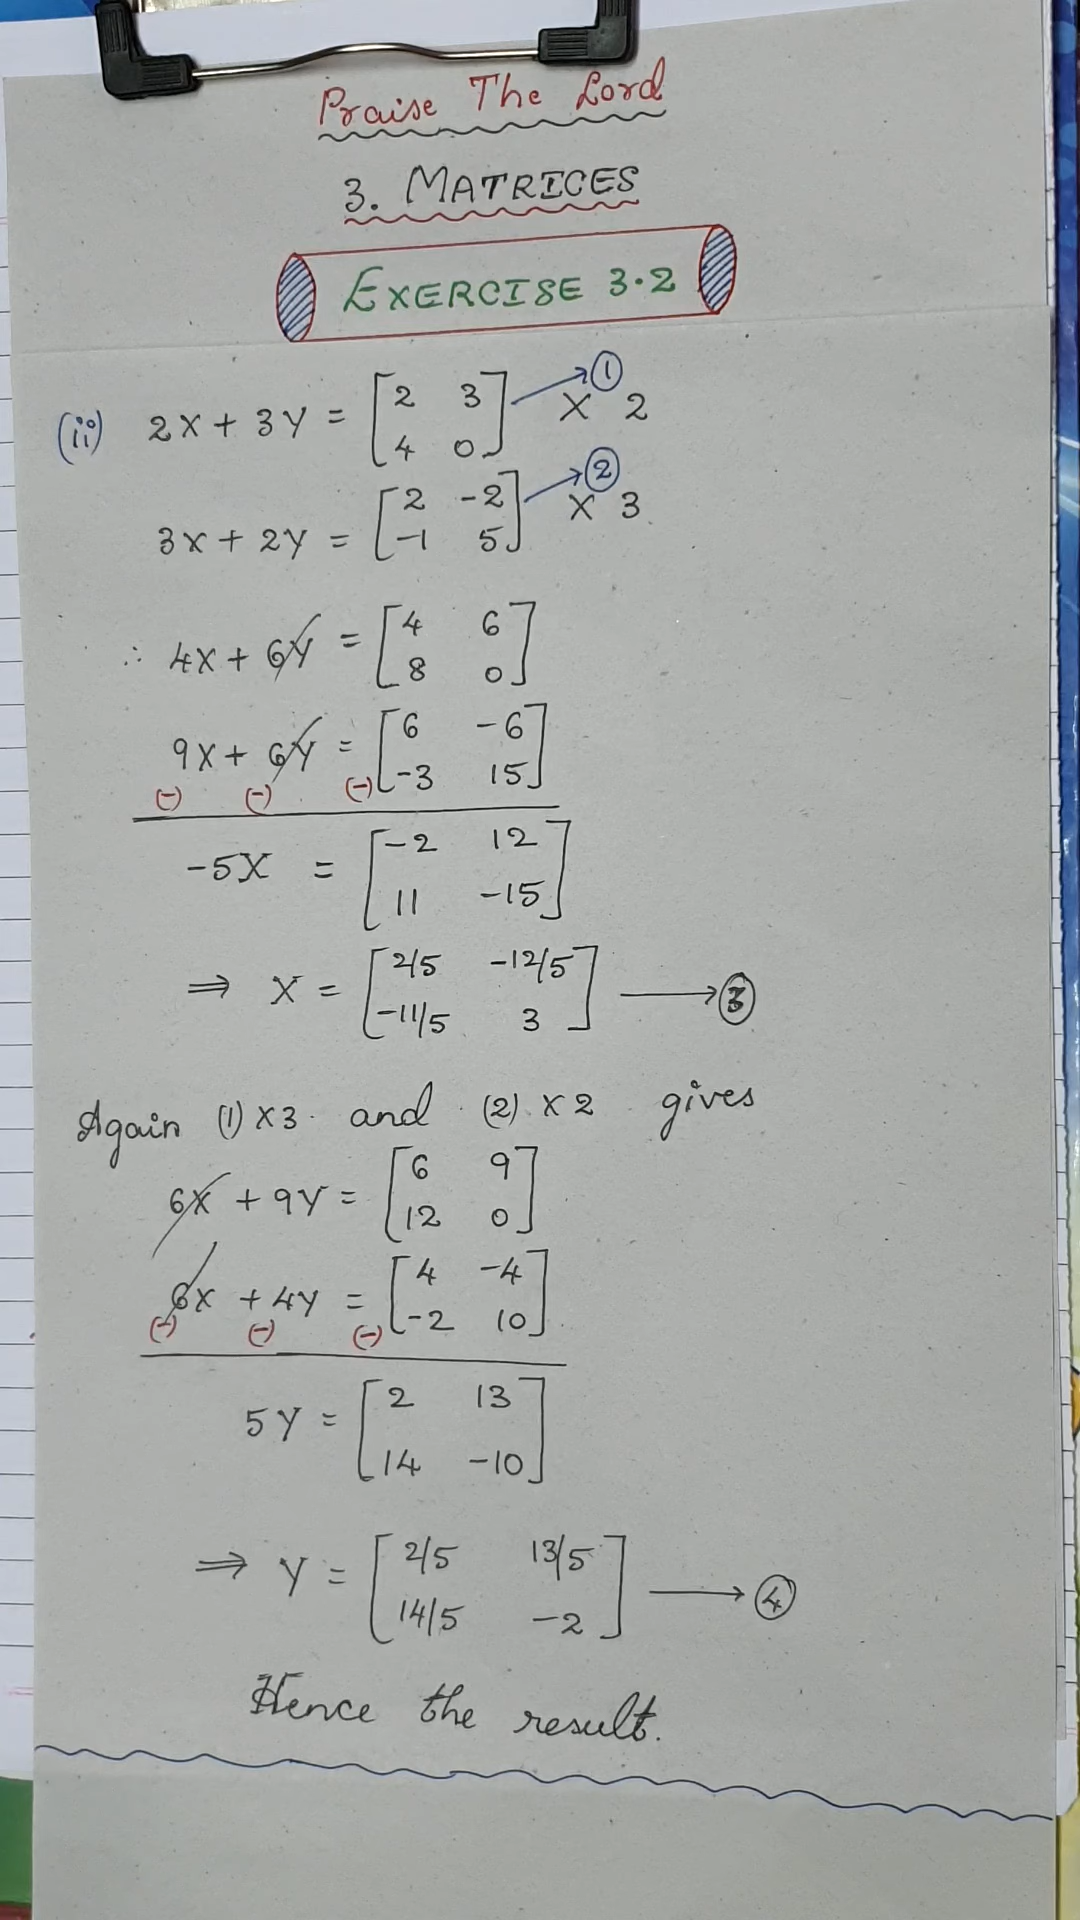 Praise The Lord
3. MATRICES
EXERCISE 3.2
(ii) 2X + 3Y = [2 3 → ① × 2
4 0]
3X + 2Y = [2 -2 → ② × 3
-1 5]
∴ 4X + 6Y = [4 6
8 0]
9X + 6Y = [6 -6
-3 15]
(-) (-) (-)
-5X = [-2 12
11 -15]
⇒ X = [2/5 -12/5
-11/5 3] → ③
Again (1) × 3 and (2) × 2 gives
6X + 9Y = [6 9
12 0]
6X + 4Y = [4 -4
-2 10]
(-) (-) (-)
5Y = [2 13
14 -10]
⇒ Y = [2/5 13/5
14/5 -2] → ④
Hence the result.